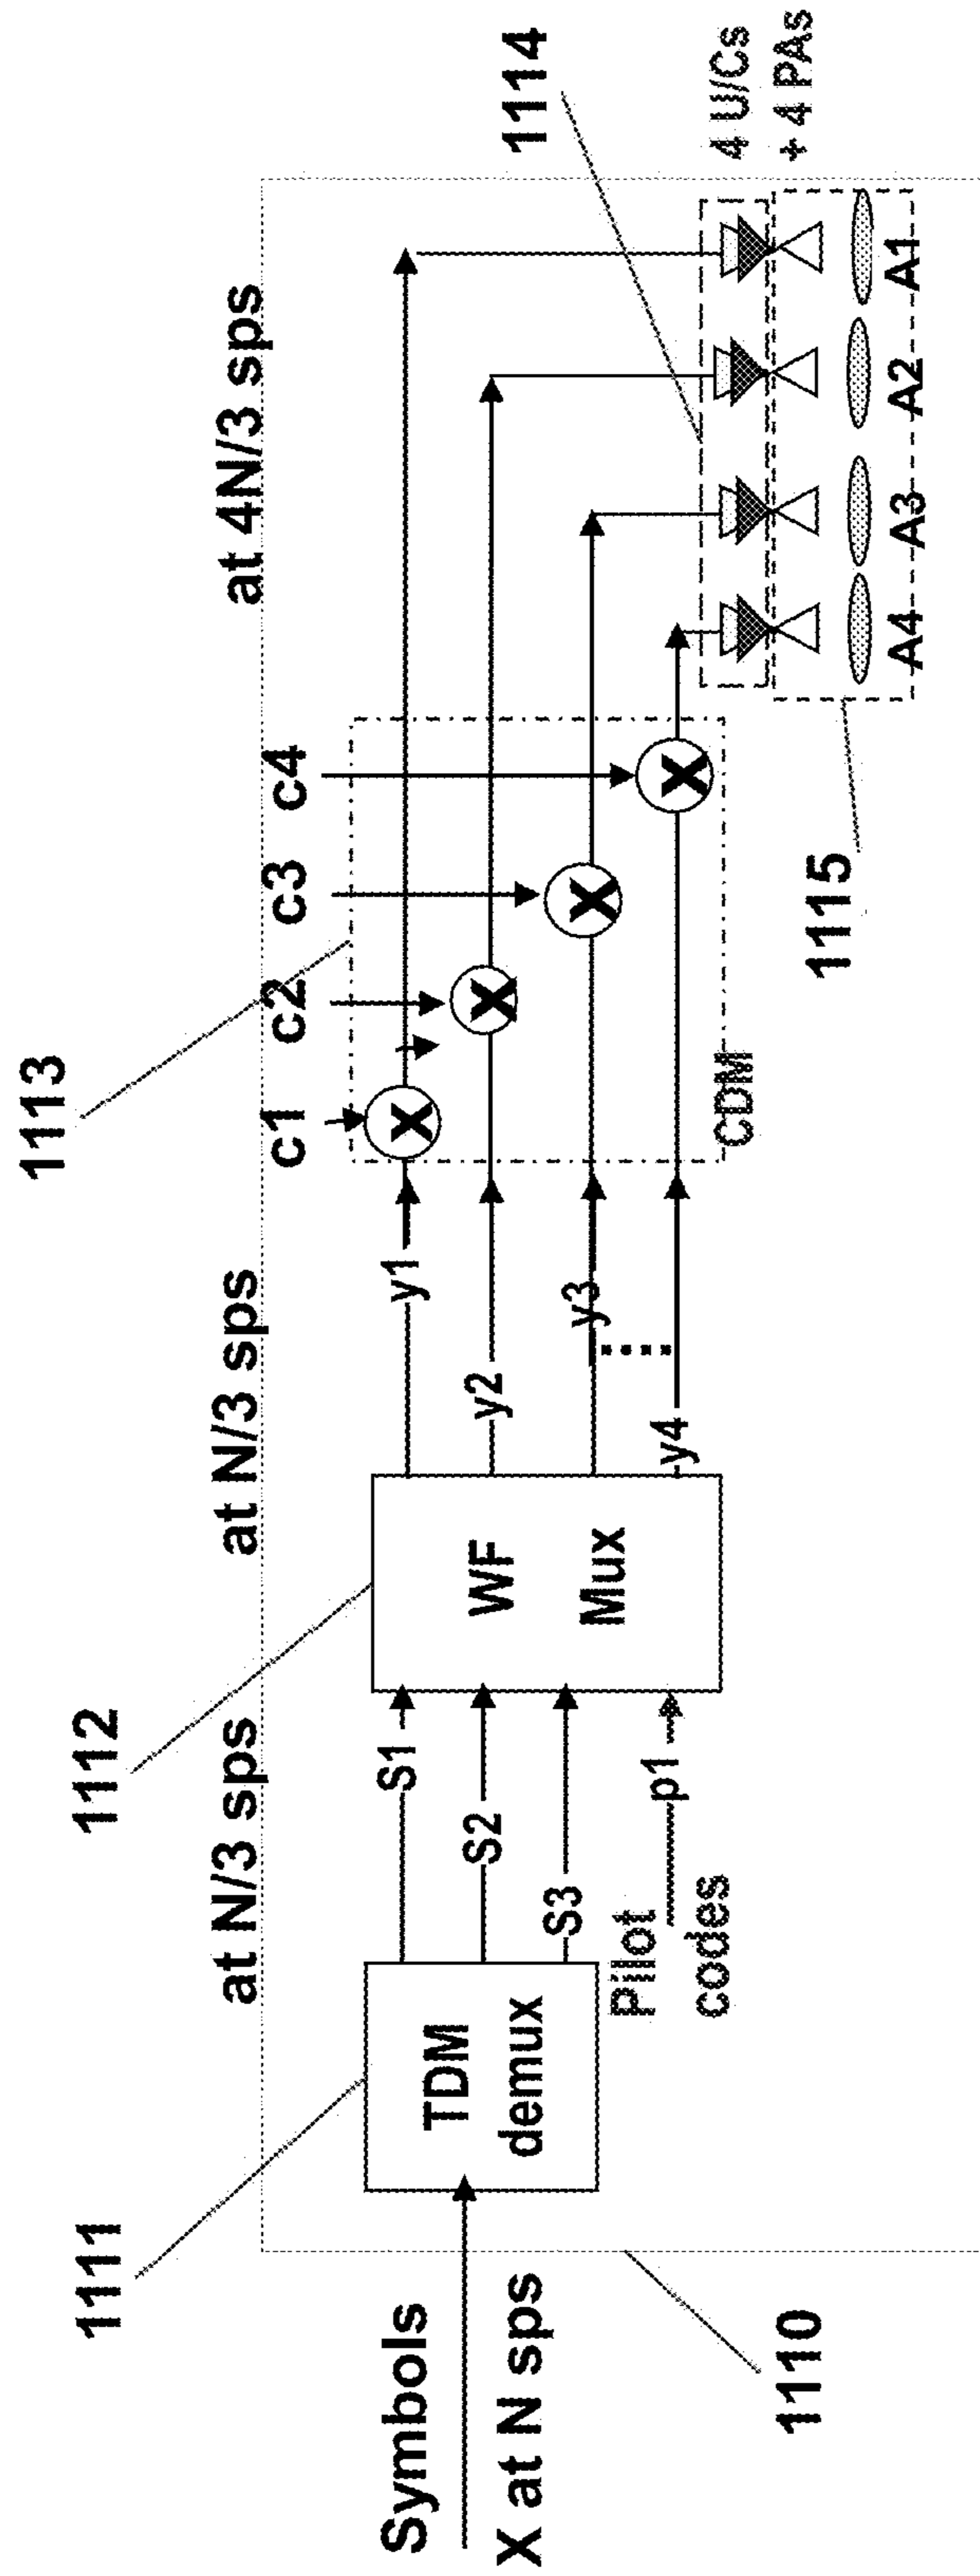 1111
1112
1113
1114
at N/3 sps
at N/3 sps
at 4N/3 sps
c1
c2
c3
c4
Symbols
X at N sps
TDM
demux
S1
S2
S3
Pilot
codes
p1
WF
Mux
y1
y2
y3
y4
X
X
X
X
CDM
4 U/Cs
+ 4 PAs
A4
A3
A2
A1
1110
1115